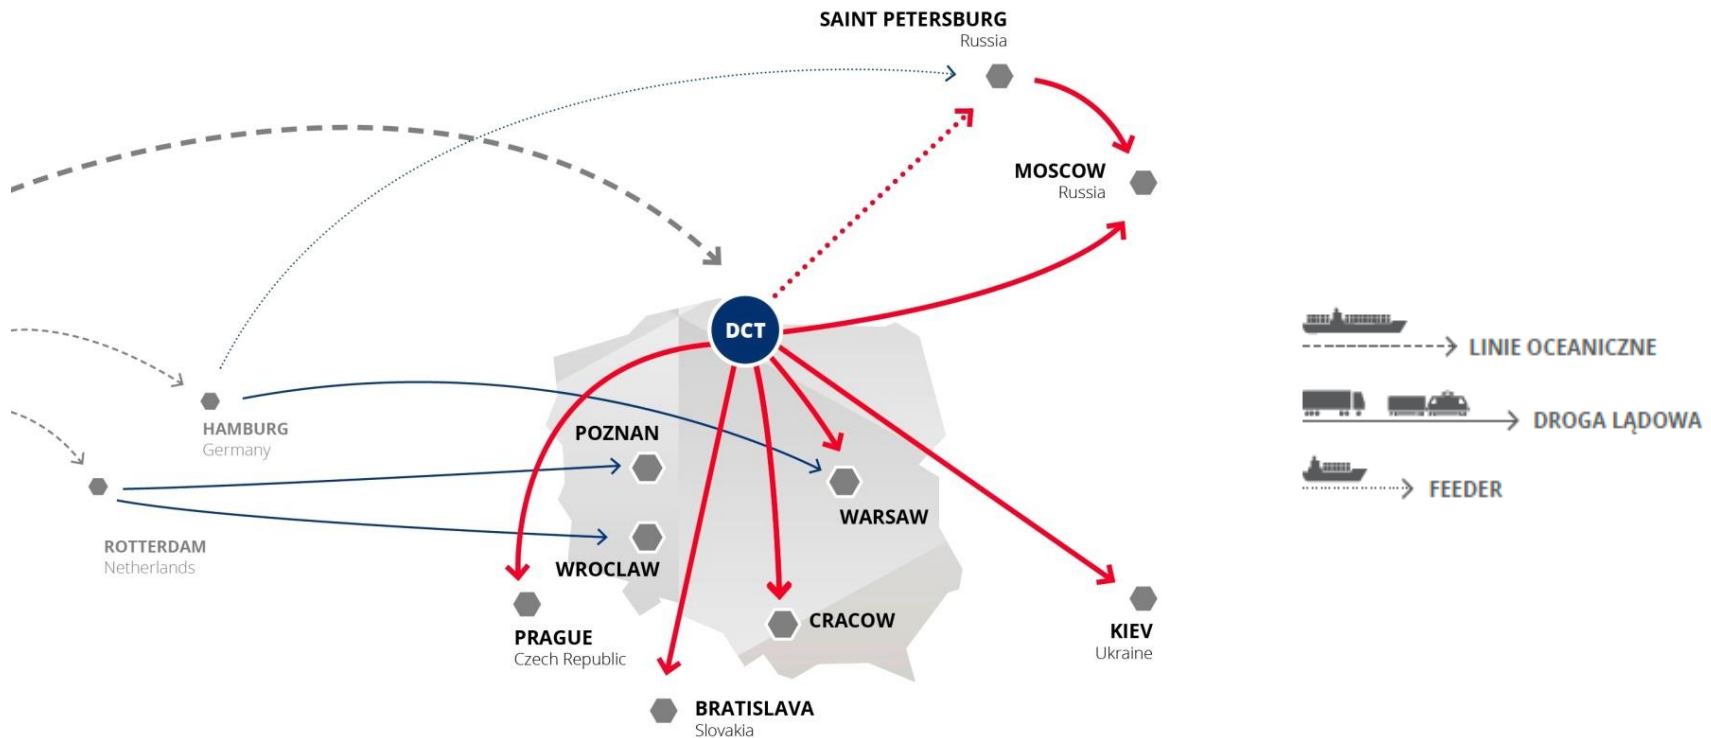 SAINT PETERSBURG
Russia
MOSCOW
Russia
DCT
LINIE OCEANICZNE
HAMBURG
Germany
POZNAN
DROGA LĄDOWA
FEEDER
WARSAW
ROTTERDAM
Netherlands
WROCLAW
CRACOW
PRAGUE
Czech Republic
KIEV
Ukraine
BRATISLAVA
Slovakia